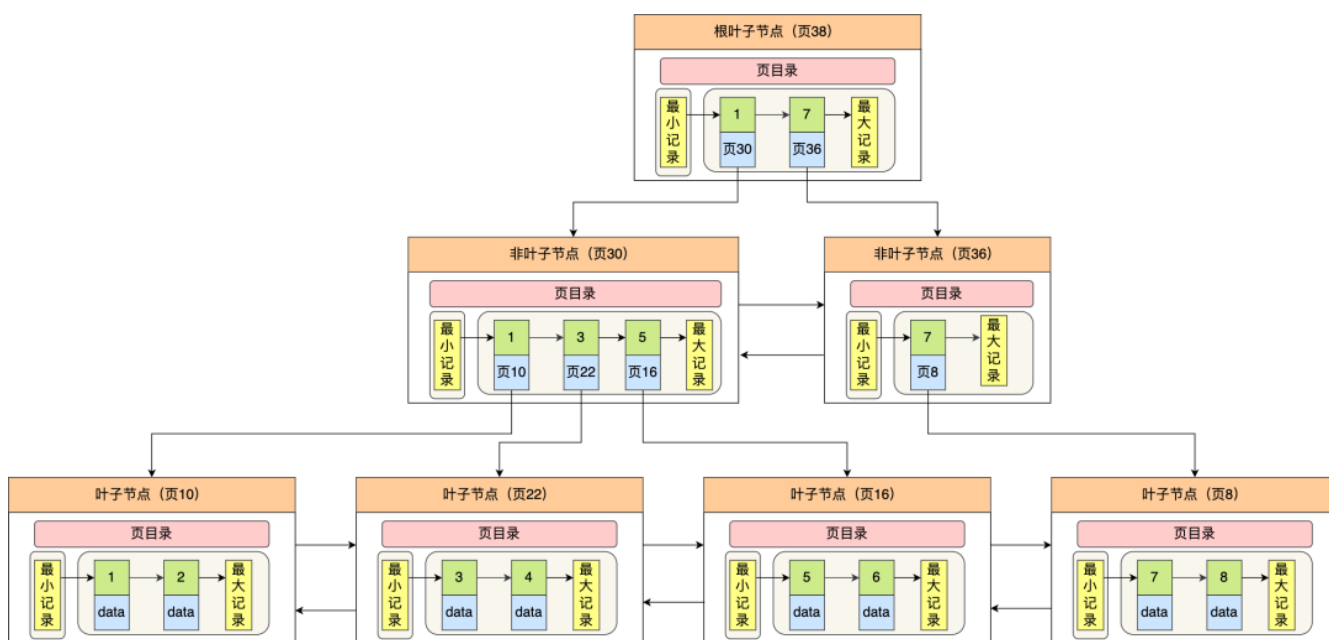 根叶子节点（页38）
页目录
最小记录
1
7
最大记录
页30
页36
非叶子节点（页30）
页目录
最小记录
1
3
5
最大记录
页10
页22
页16
非叶子节点（页36）
页目录
最小记录
7
最大记录
页8
叶子节点（页10）
页目录
最小记录
1
2
最大记录
data
data
叶子节点（页22）
页目录
最小记录
3
4
最大记录
data
data
叶子节点（页16）
页目录
最小记录
5
6
最大记录
data
data
叶子节点（页8）
页目录
最小记录
7
8
最大记录
data
data